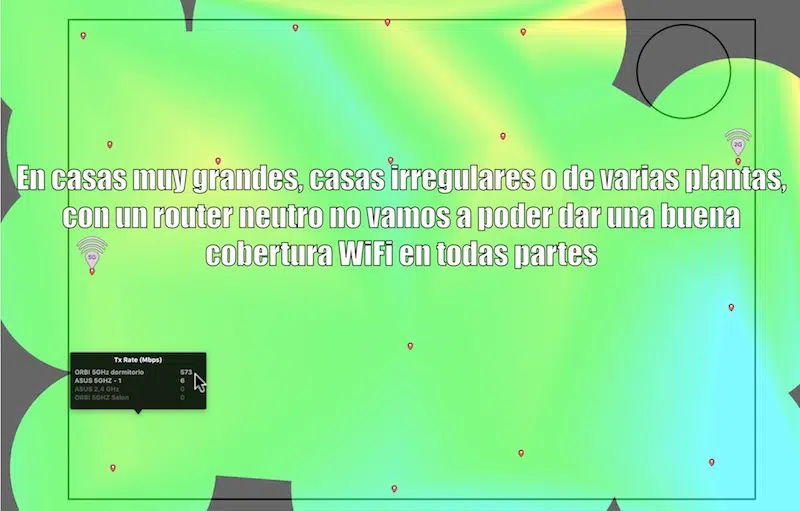 2G
En casas muy grandes, casas irregulares o de varias plantas,
con un router neutro no vamos a poder dar una buena
cobertura WiFi en todas partes
5G
Tx Rate (Mbps)
ORBI 5GHz dormitorio 573
ASUS 5GHZ - 1 6
ASUS 2,4 GHz 0
ORBI 5GHZ Salon 0